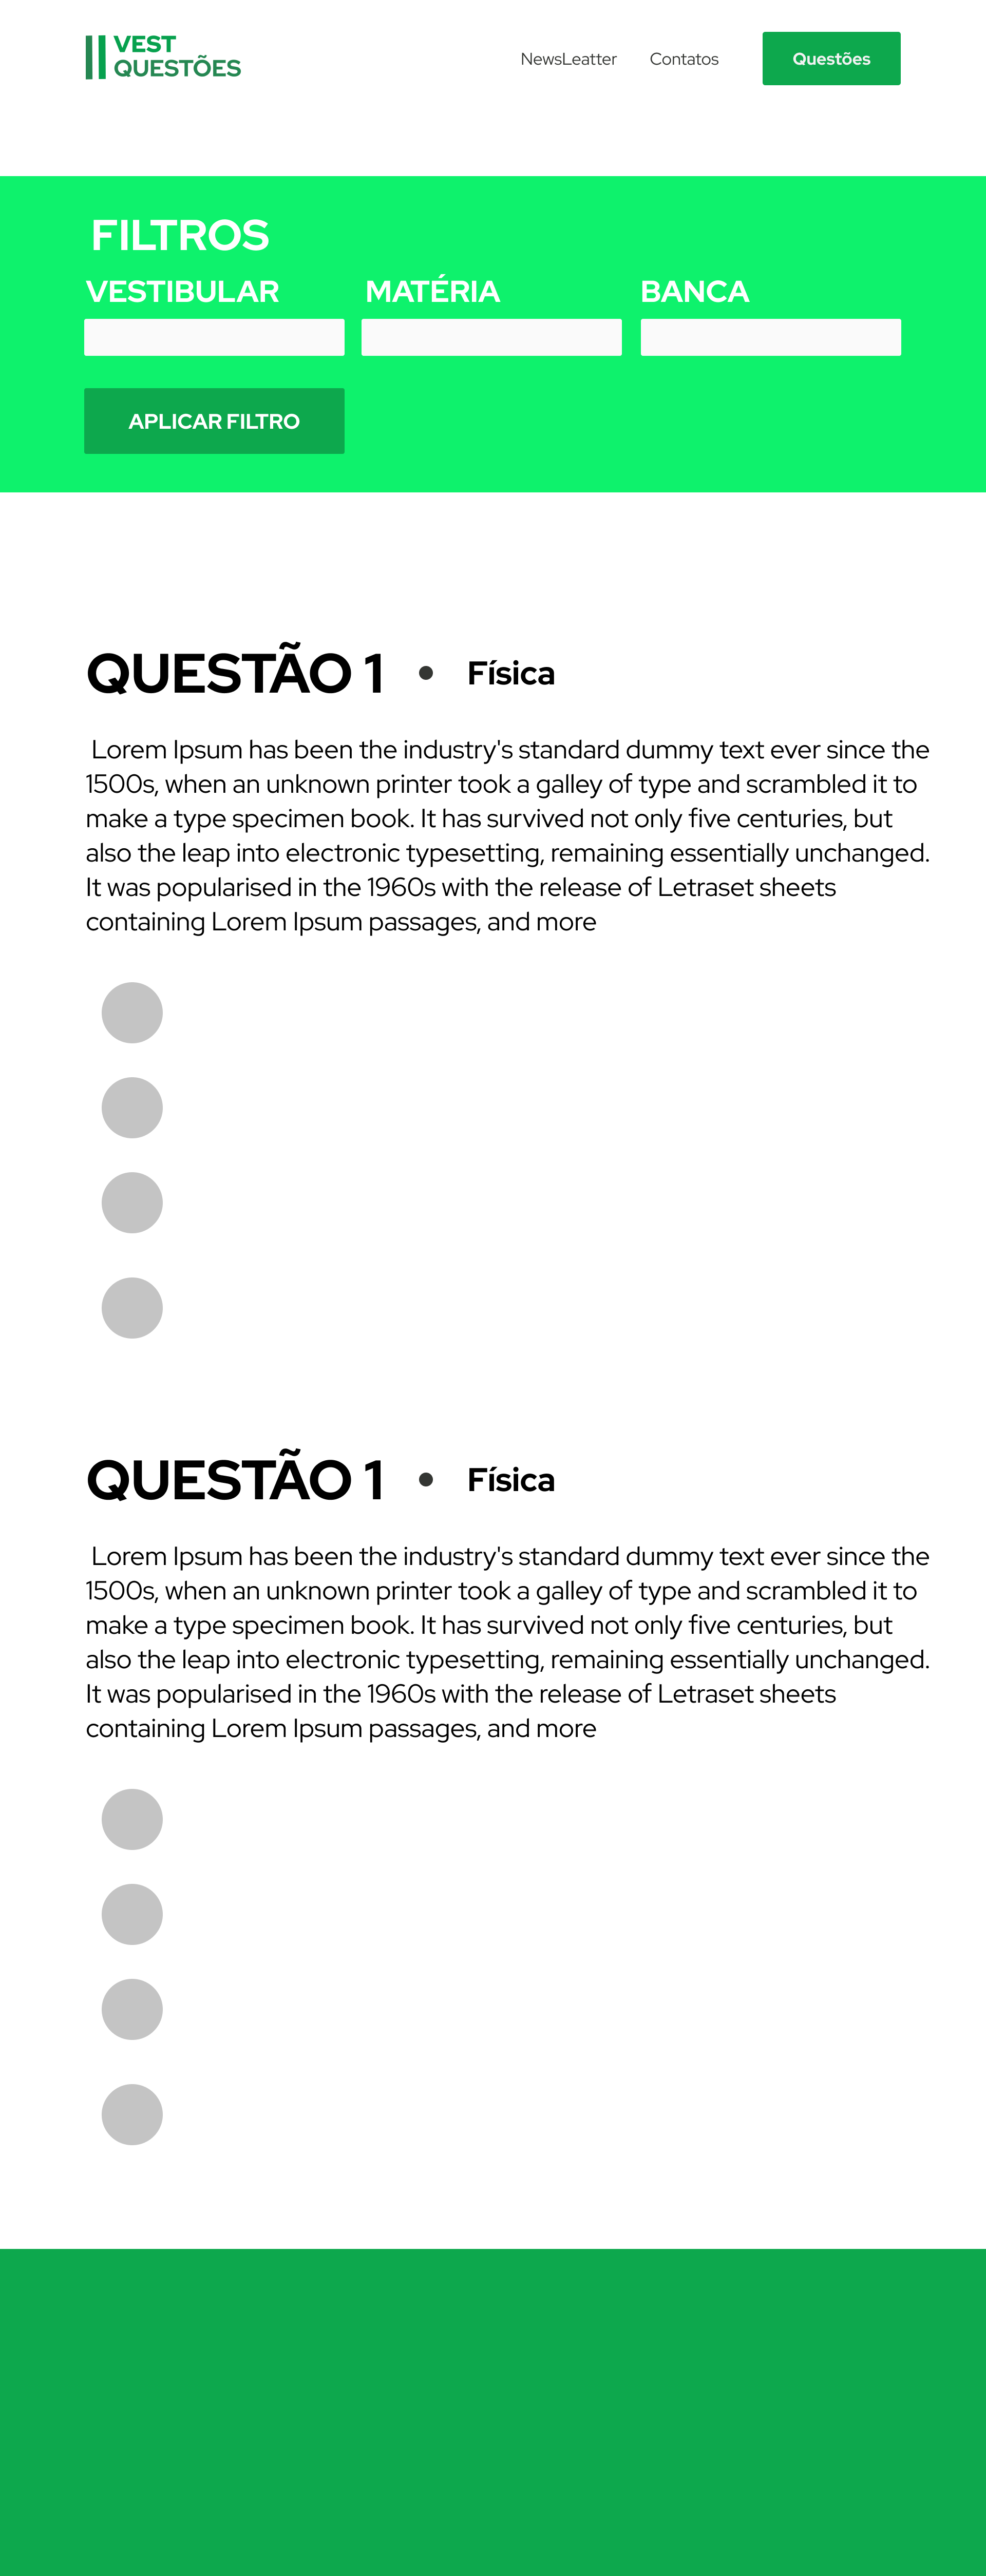 VEST
QUESTÕES
NewsLeatter
Contatos
Questões
FILTROS
VESTIBULAR
MATÉRIA
BANCA
APLICAR FILTRO
QUESTÃO 1 • Física
Lorem Ipsum has been the industry's standard dummy text ever since the
1500s, when an unknown printer took a galley of type and scrambled it to
make a type specimen book. It has survived not only five centuries, but
also the leap into electronic typesetting, remaining essentially unchanged.
It was popularised in the 1960s with the release of Letraset sheets
containing Lorem Ipsum passages, and more
QUESTÃO 1 • Física
Lorem Ipsum has been the industry's standard dummy text ever since the
1500s, when an unknown printer took a galley of type and scrambled it to
make a type specimen book. It has survived not only five centuries, but
also the leap into electronic typesetting, remaining essentially unchanged.
It was popularised in the 1960s with the release of Letraset sheets
containing Lorem Ipsum passages, and more